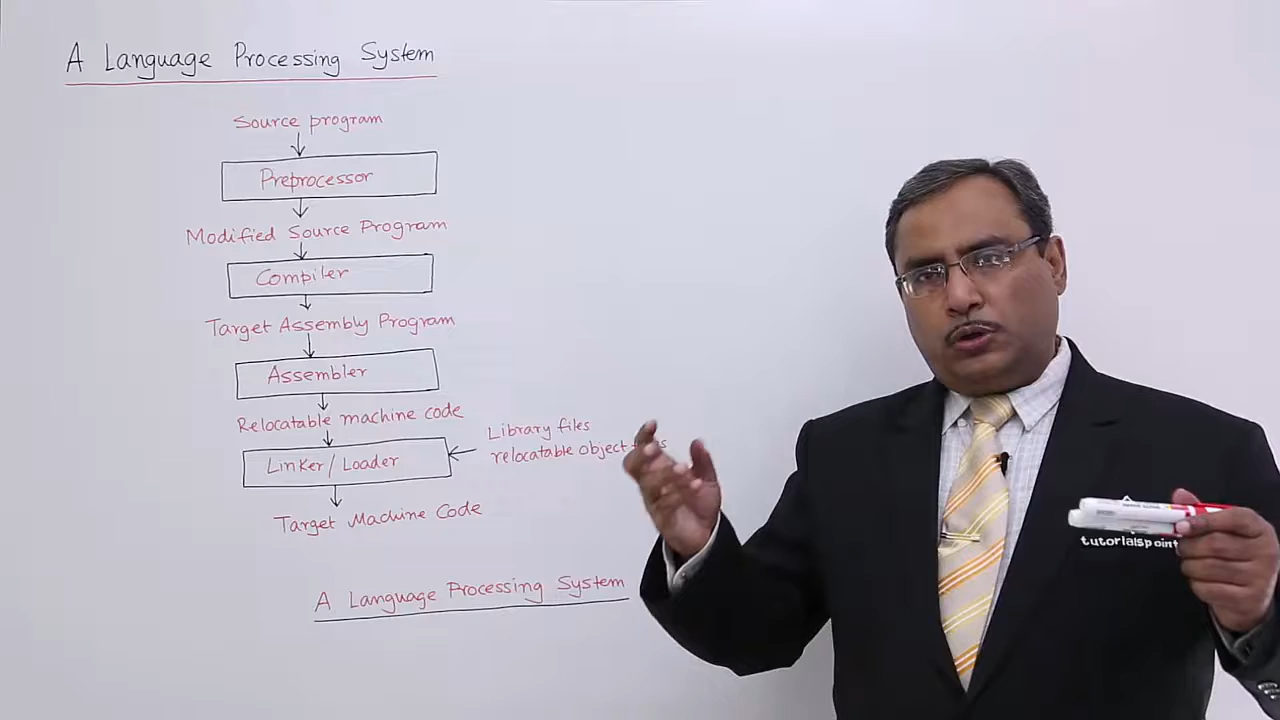 A Language Processing System
Source program
Preprocessor
Modified Source Program
Compiler
Target Assembly Program
Assembler
Relocatable machine code
Library files
relocatable object
Linker/Loader
Target Machine Code
A Language Processing System
tutorialspoint